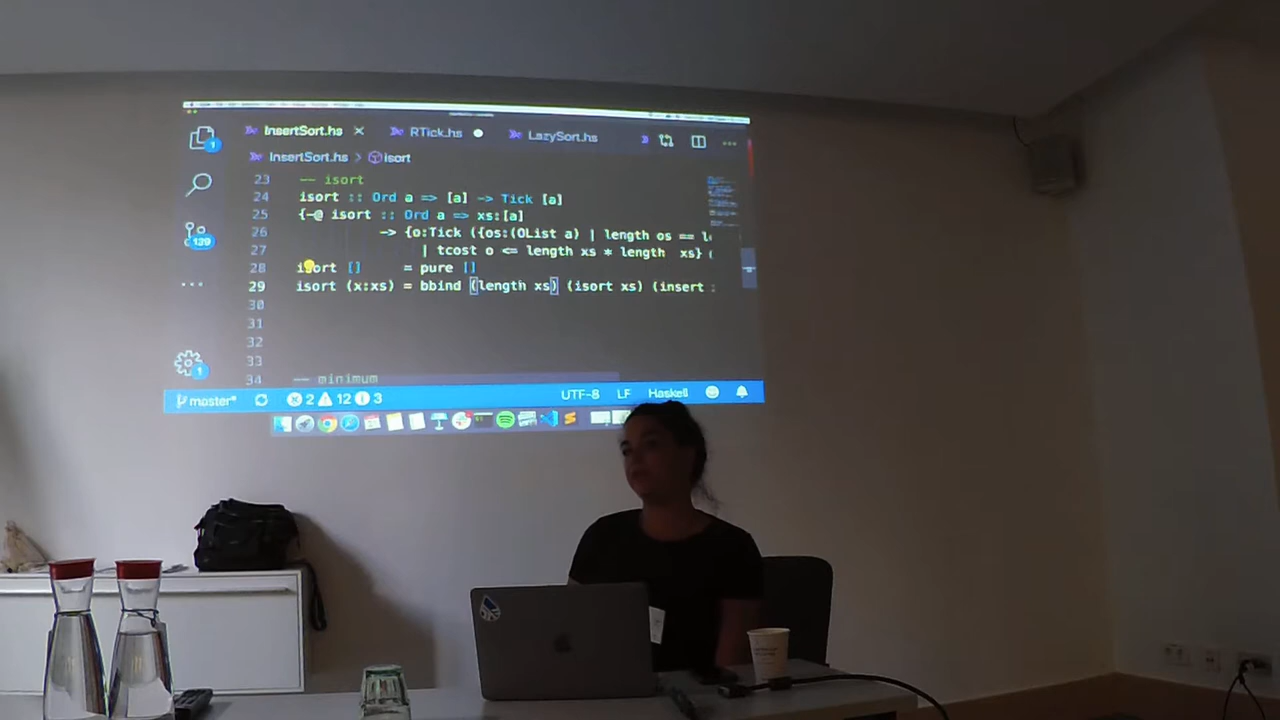 InsertSort.hs RTick.hs LazySort.hs
InsertSort.hs > isort
23 -- isort
24 isort :: Ord a => [a] -> Tick [a]
25 {-@ isort :: Ord a => xs:[a]
26 -> {o:Tick ({os:(OList a) | length os == l
27 | tcost o <= length xs * length xs} (
28 isort [] = pure []
29 isort (x:xs) = bbind (length xs) (isort xs) (insert
30
31
32
33
34 -- minimum
1
139
1
master* 2 12 3 UTF-8 LF Haskell